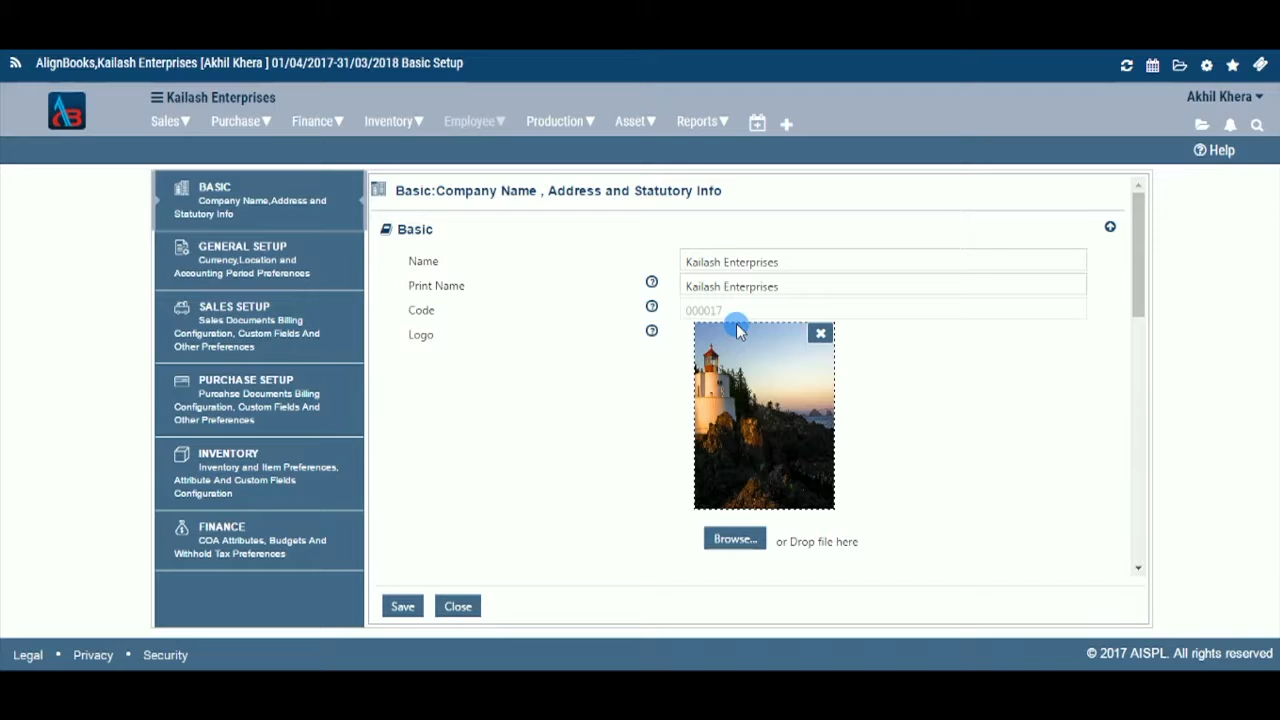 AlignBooks,Kailash Enterprises [Akhil Khera ] 01/04/2017-31/03/2018 Basic Setup
Kailash Enterprises
Akhil Khera
Sales Purchase Finance Inventory Employee Production Asset Reports
Help
BASIC
Company Name,Address and
Statutory Info
GENERAL SETUP
Currency,Location and
Accounting Period Preferences
SALES SETUP
Sales Documents Billing
Configuration, Custom Fields And
Other Preferences
PURCHASE SETUP
Purcahse Documents Billing
Configuration, Custom Fields And
Other Preferences
INVENTORY
Inventory and Item Preferences,
Attribute And Custom Fields
Configuration
FINANCE
COA Attributes, Budgets And
Withhold Tax Preferences
Basic:Company Name , Address and Statutory Info
Basic
Name Kailash Enterprises
Print Name Kailash Enterprises
Code 000017
Logo
Browse... or Drop file here
Save Close
Legal • Privacy • Security
© 2017 AISPL. All rights reserved